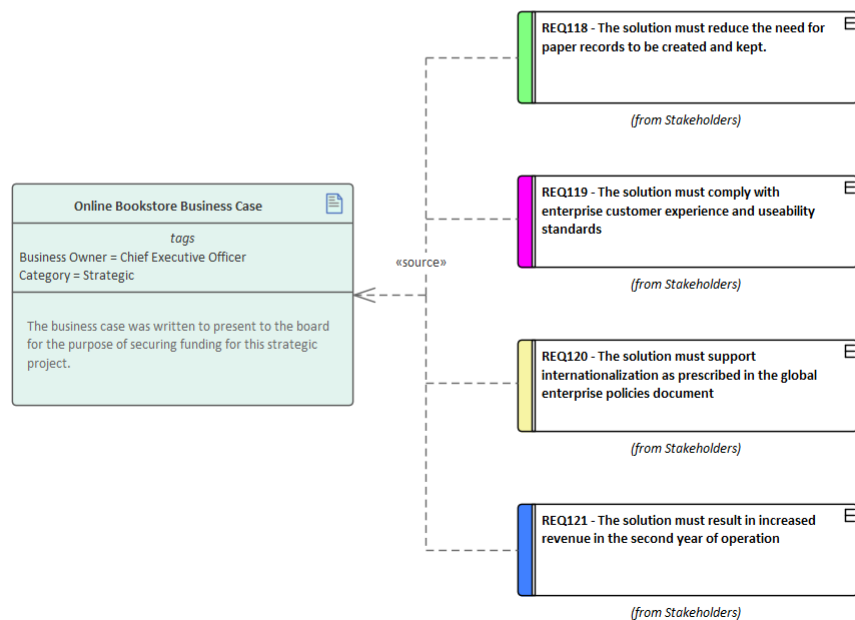 REQ118 - The solution must reduce the need for
paper records to be created and kept.
(from Stakeholders)
REQ119 - The solution must comply with
enterprise customer experience and useability
standards
(from Stakeholders)
Online Bookstore Business Case
tags
Business Owner = Chief Executive Officer
Category = Strategic
The business case was written to present to the board
for the purpose of securing funding for this strategic
project.
«source»
REQ120 - The solution must support
internationalization as prescribed in the global
enterprise policies document
(from Stakeholders)
REQ121 - The solution must result in increased
revenue in the second year of operation
(from Stakeholders)